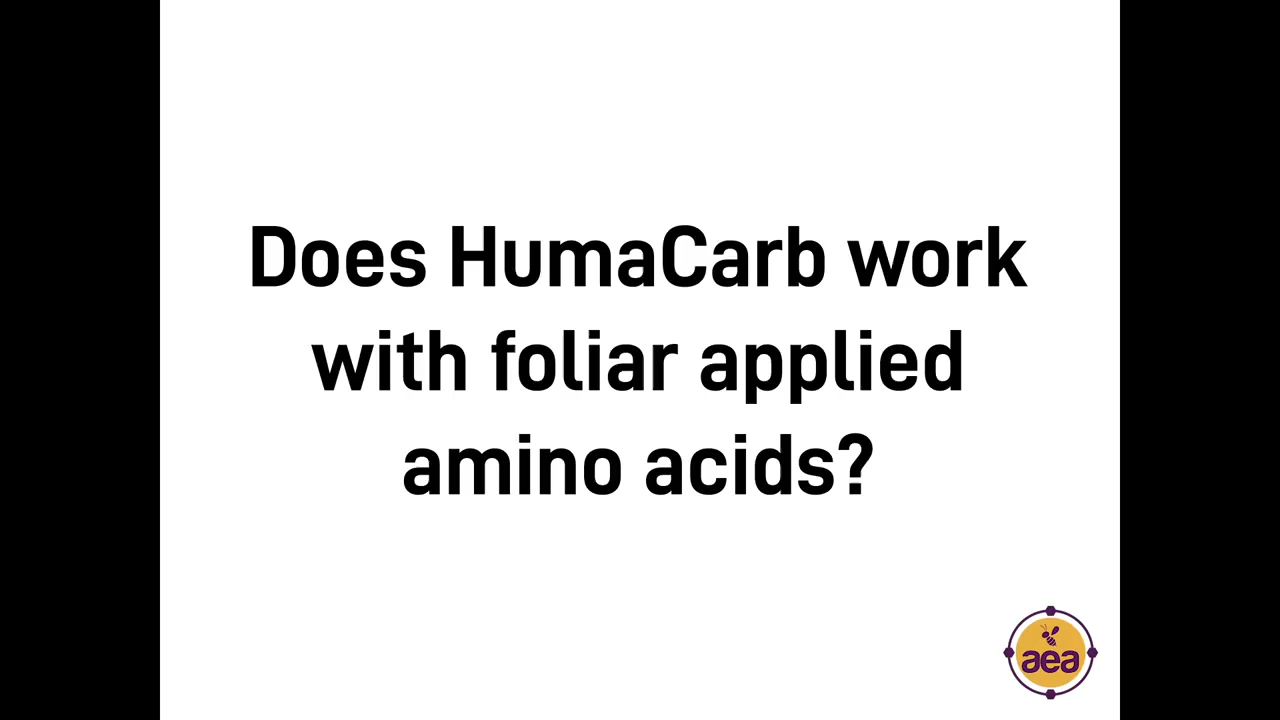 Does HumaCarb work
with foliar applied
amino acids?
aea